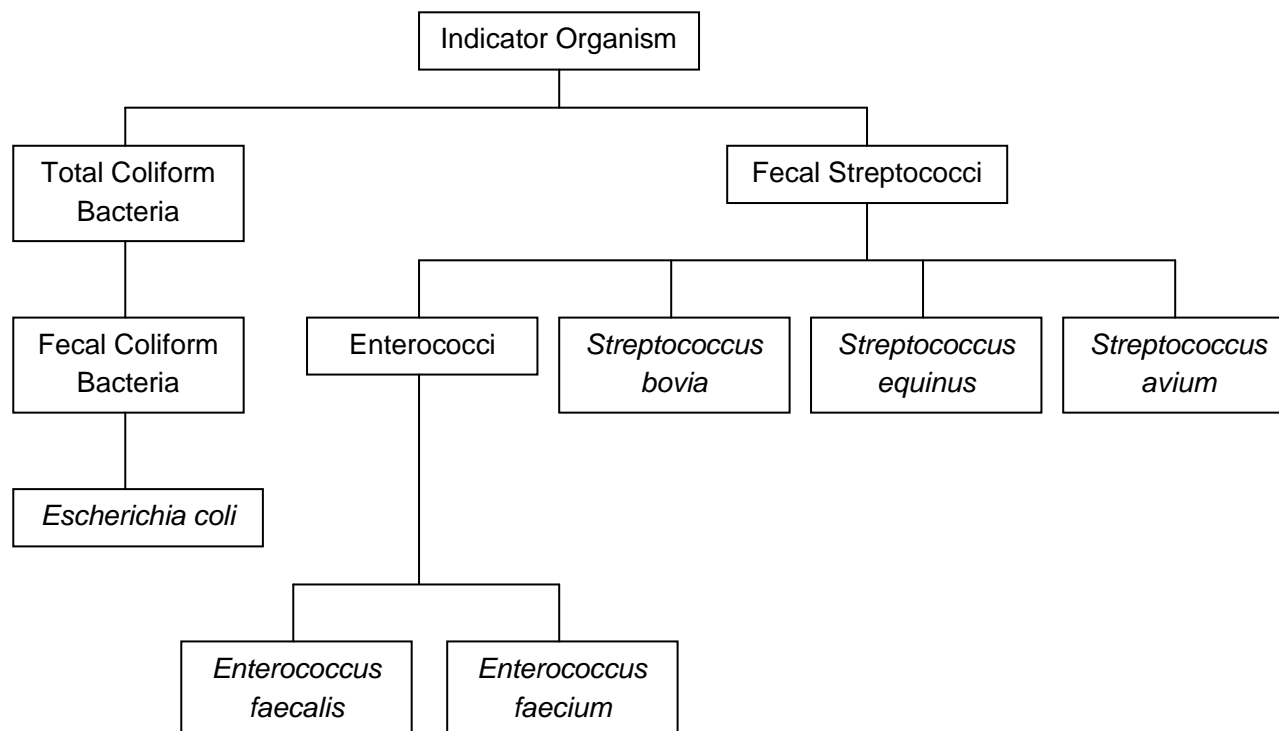 Indicator Organism
Total Coliform
Bacteria
Fecal Streptococci
Fecal Coliform
Bacteria
Enterococci
Streptococcus
bovia
Streptococcus
equinus
Streptococcus
avium
Escherichia coli
Enterococcus
faecalis
Enterococcus
faecium